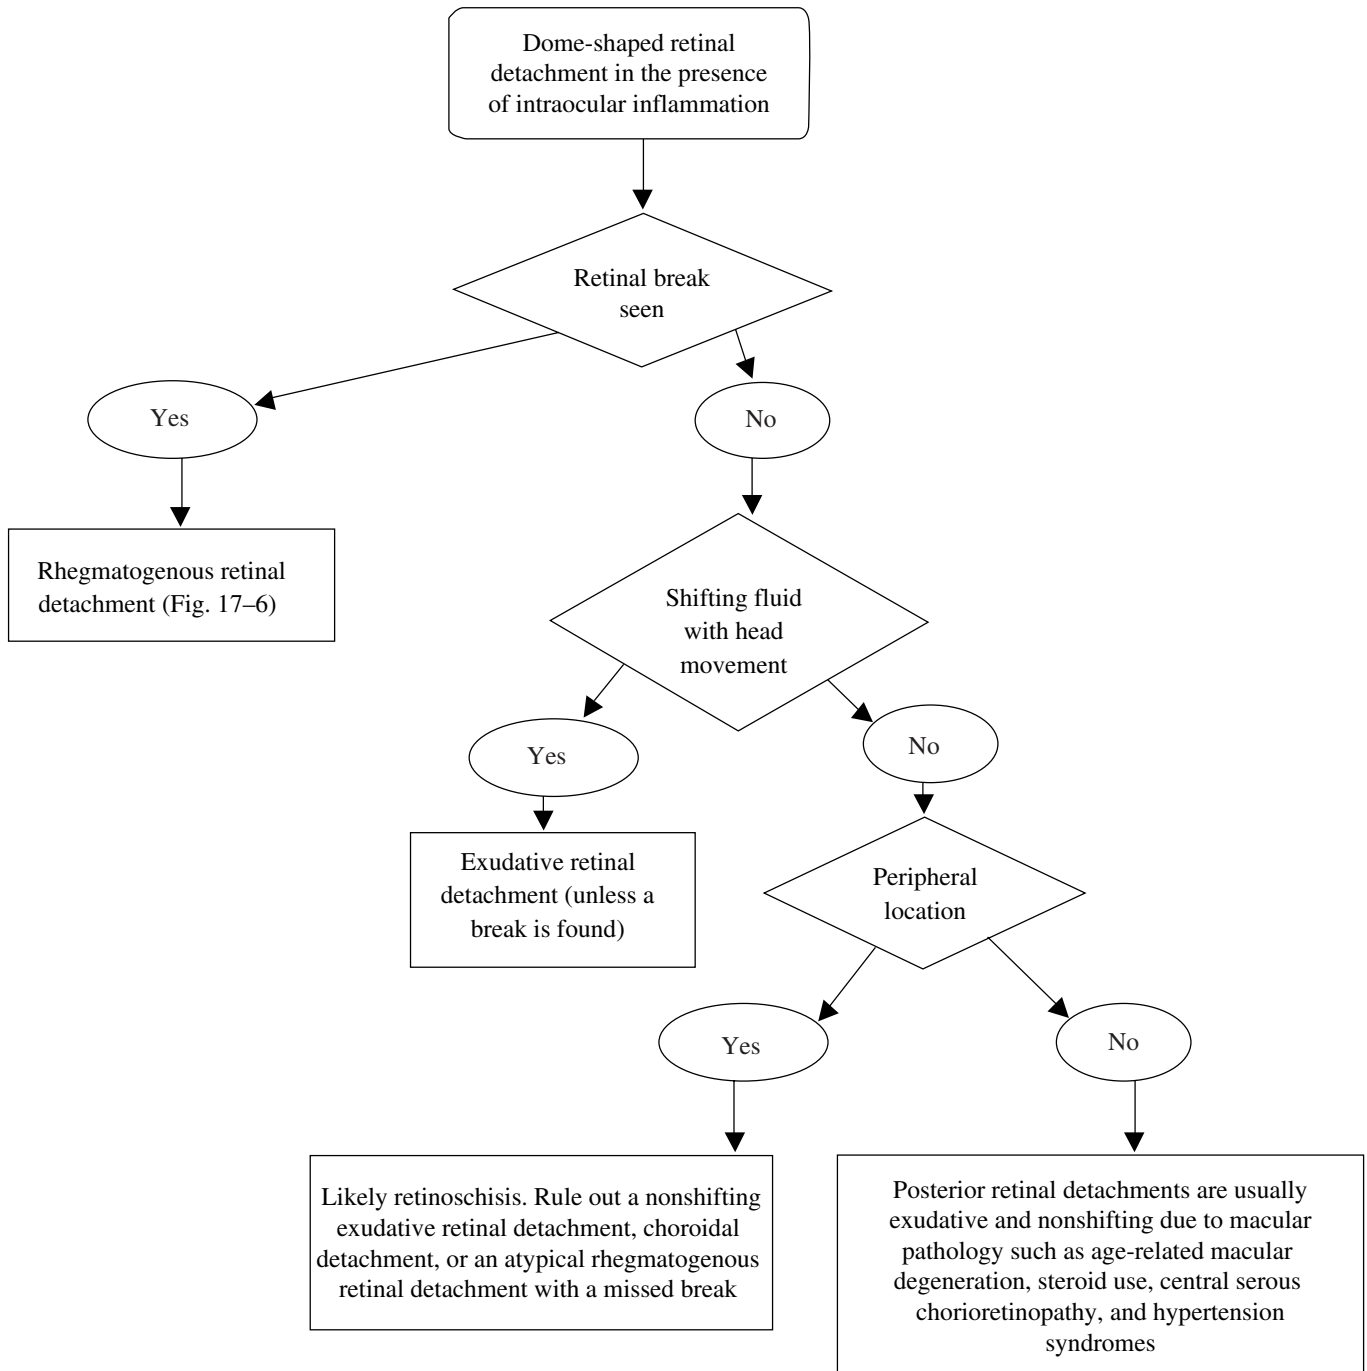 Dome-shaped retinal
detachment in the presence
of intraocular inflammation
Retinal break
seen
Yes
No
Rhegmatogenous retinal
detachment (Fig. 17–6)
Shifting fluid
with head
movement
Yes
No
Exudative retinal
detachment (unless a
break is found)
Peripheral
location
Yes
No
Likely retinoschisis. Rule out a nonshifting
exudative retinal detachment, choroidal
detachment, or an atypical rhegmatogenous
retinal detachment with a missed break
Posterior retinal detachments are usually
exudative and nonshifting due to macular
pathology such as age-related macular
degeneration, steroid use, central serous
chorioretinopathy, and hypertension
syndromes